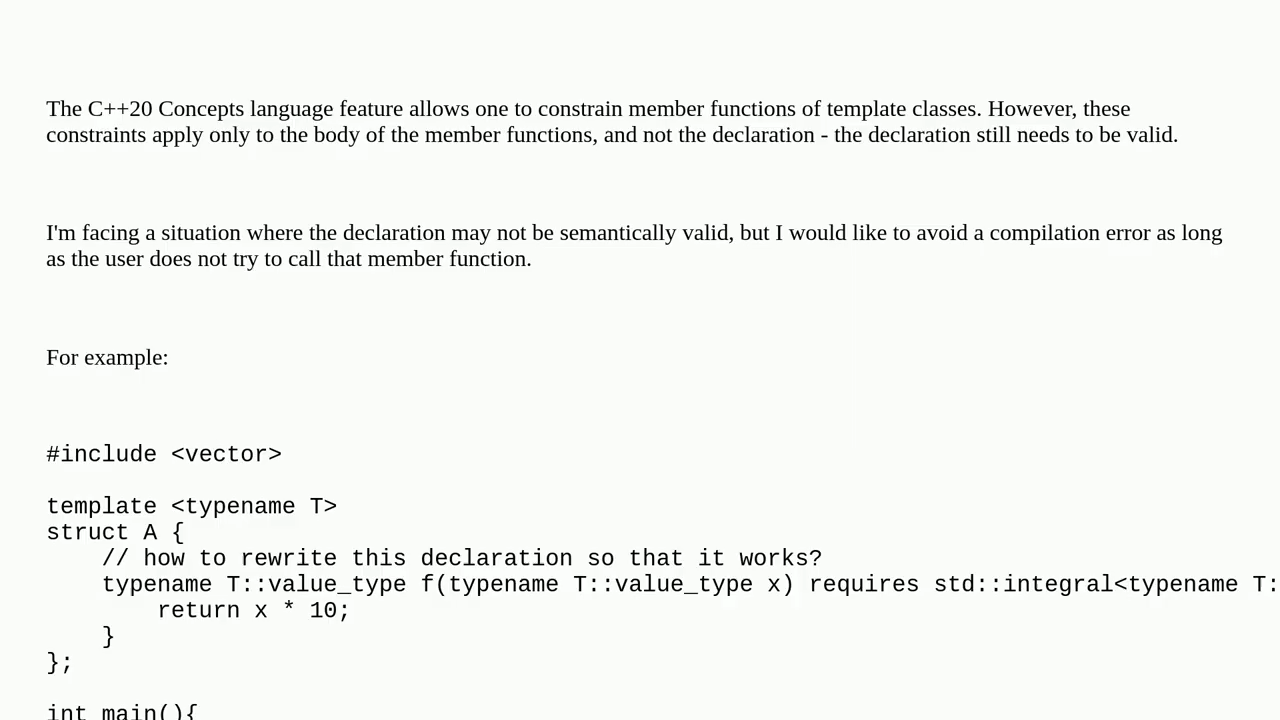 The C++20 Concepts language feature allows one to constrain member functions of template classes. However, these
constraints apply only to the body of the member functions, and not the declaration - the declaration still needs to be valid.
I'm facing a situation where the declaration may not be semantically valid, but I would like to avoid a compilation error as long
as the user does not try to call that member function.
For example:
#include <vector>
template <typename T>
struct A {
    // how to rewrite this declaration so that it works?
    typename T::value_type f(typename T::value_type x) requires std::integral<typename T:
        return x * 10;
    }
};
int main(){